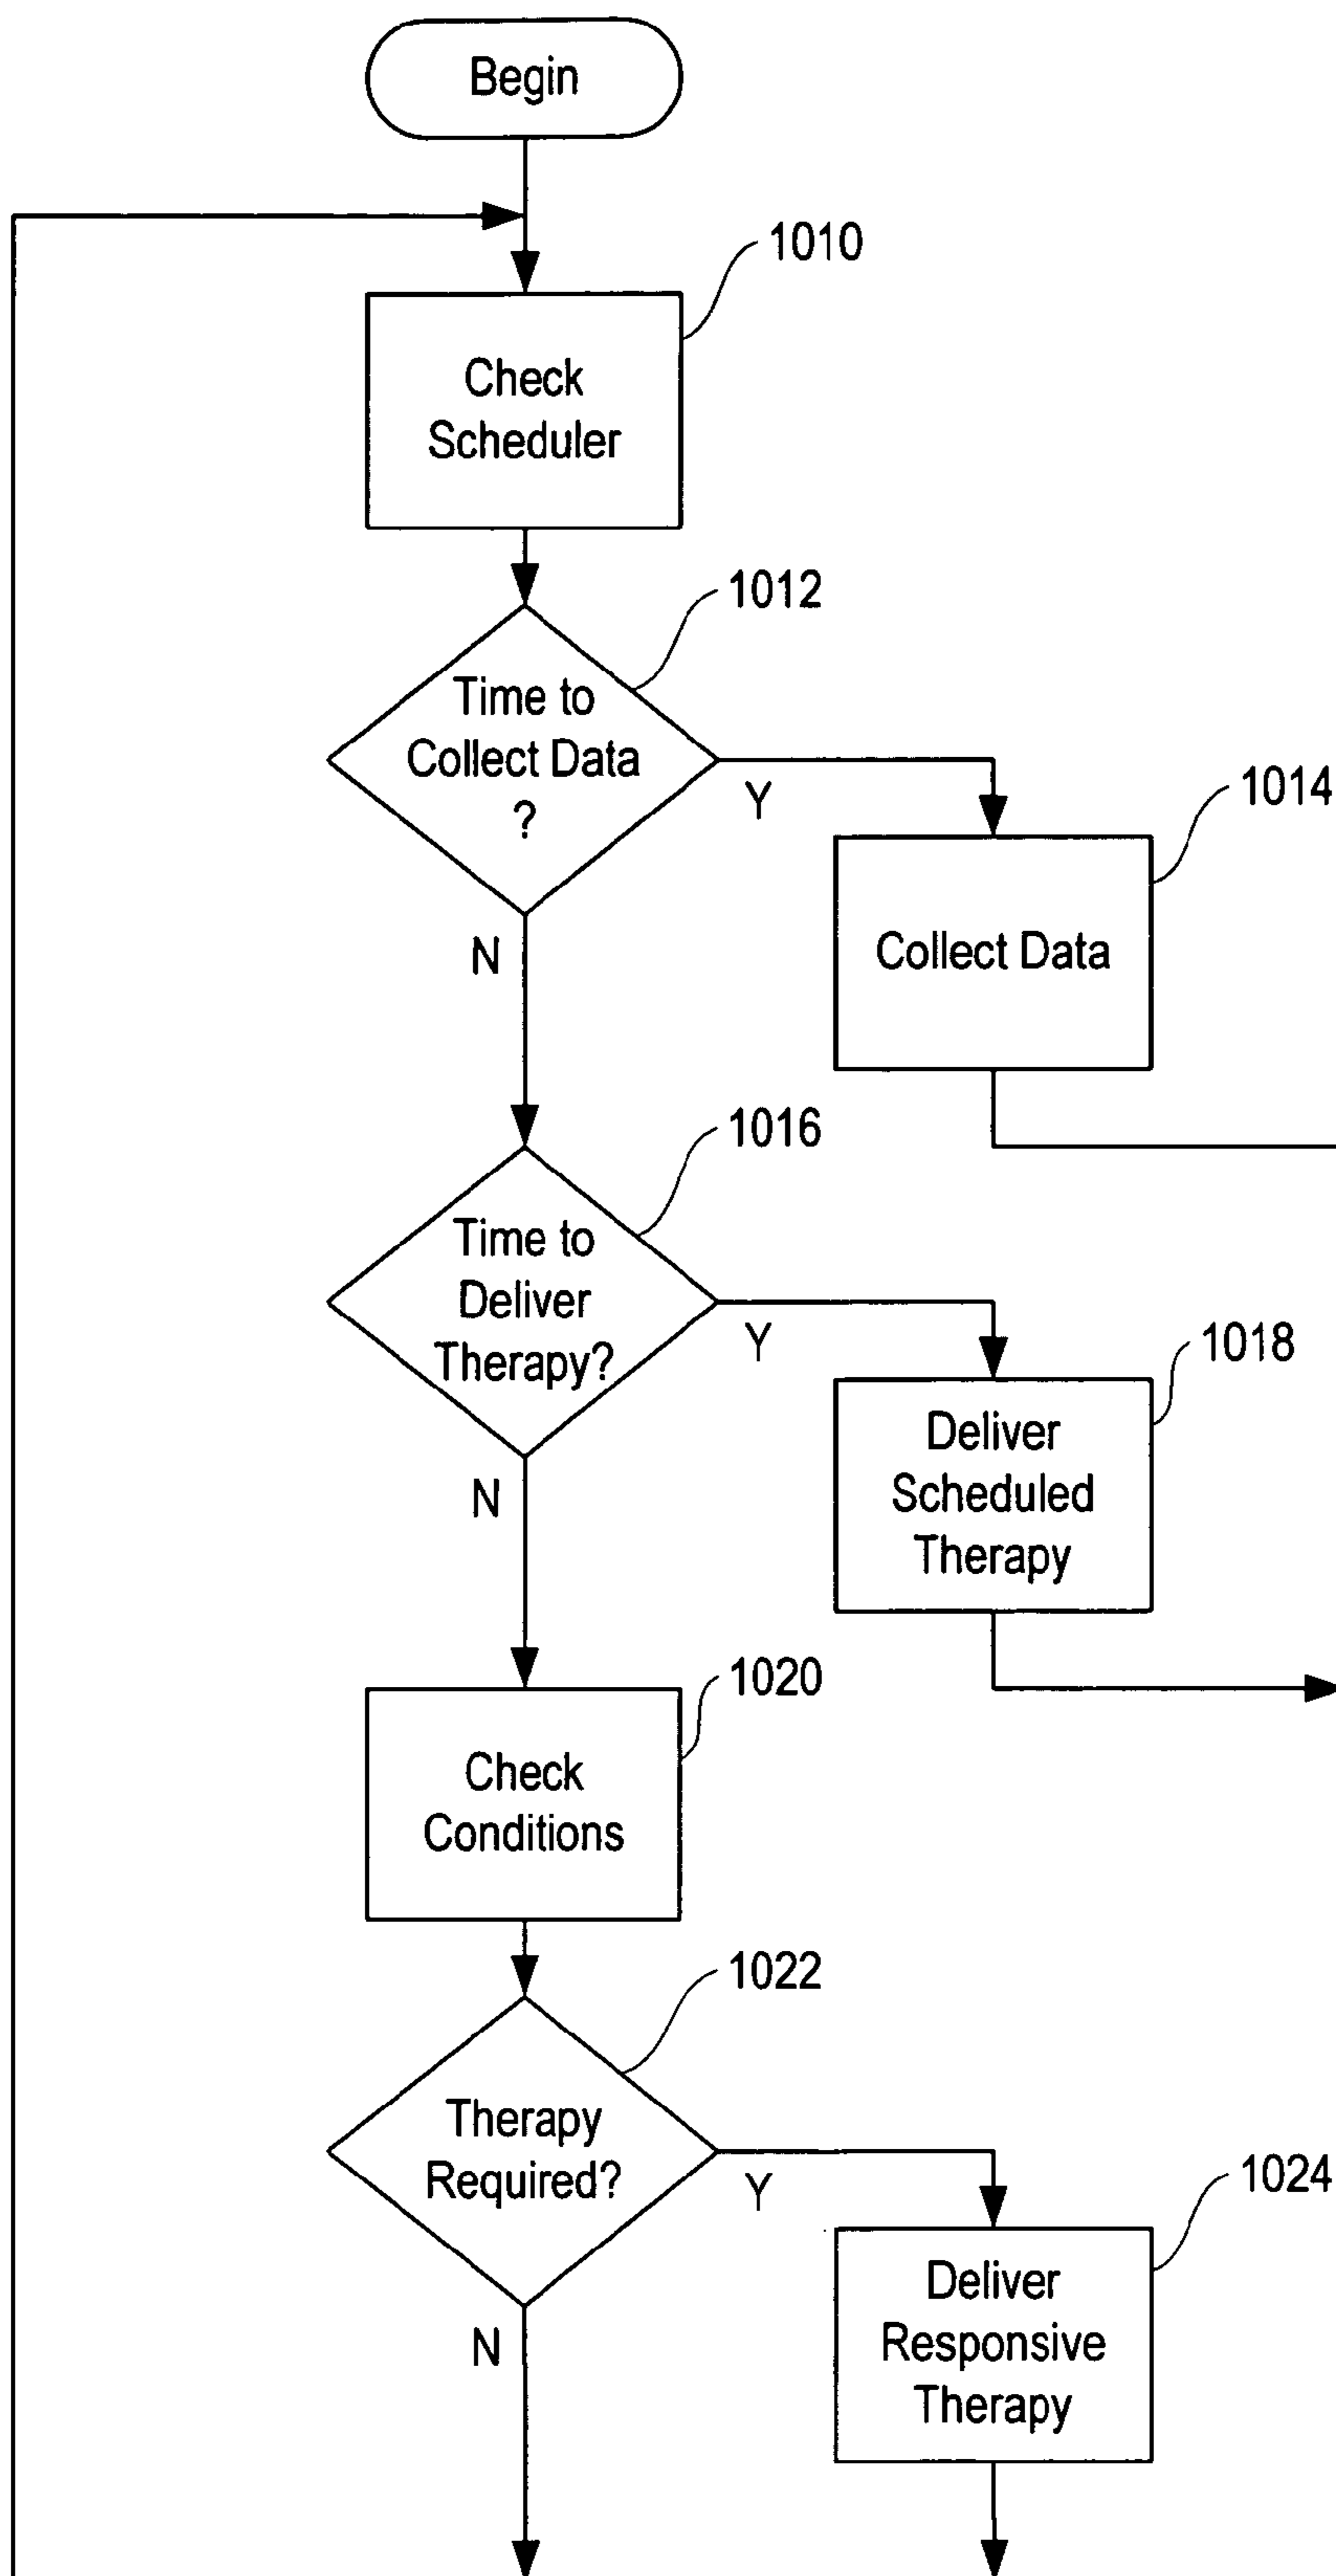 Begin
1010
Check
Scheduler
1012
Time to
Collect Data
?
Y
N
1014
Collect Data
1016
Time to
Deliver
Therapy?
Y
N
1018
Deliver
Scheduled
Therapy
1020
Check
Conditions
1022
Therapy
Required?
Y
N
1024
Deliver
Responsive
Therapy